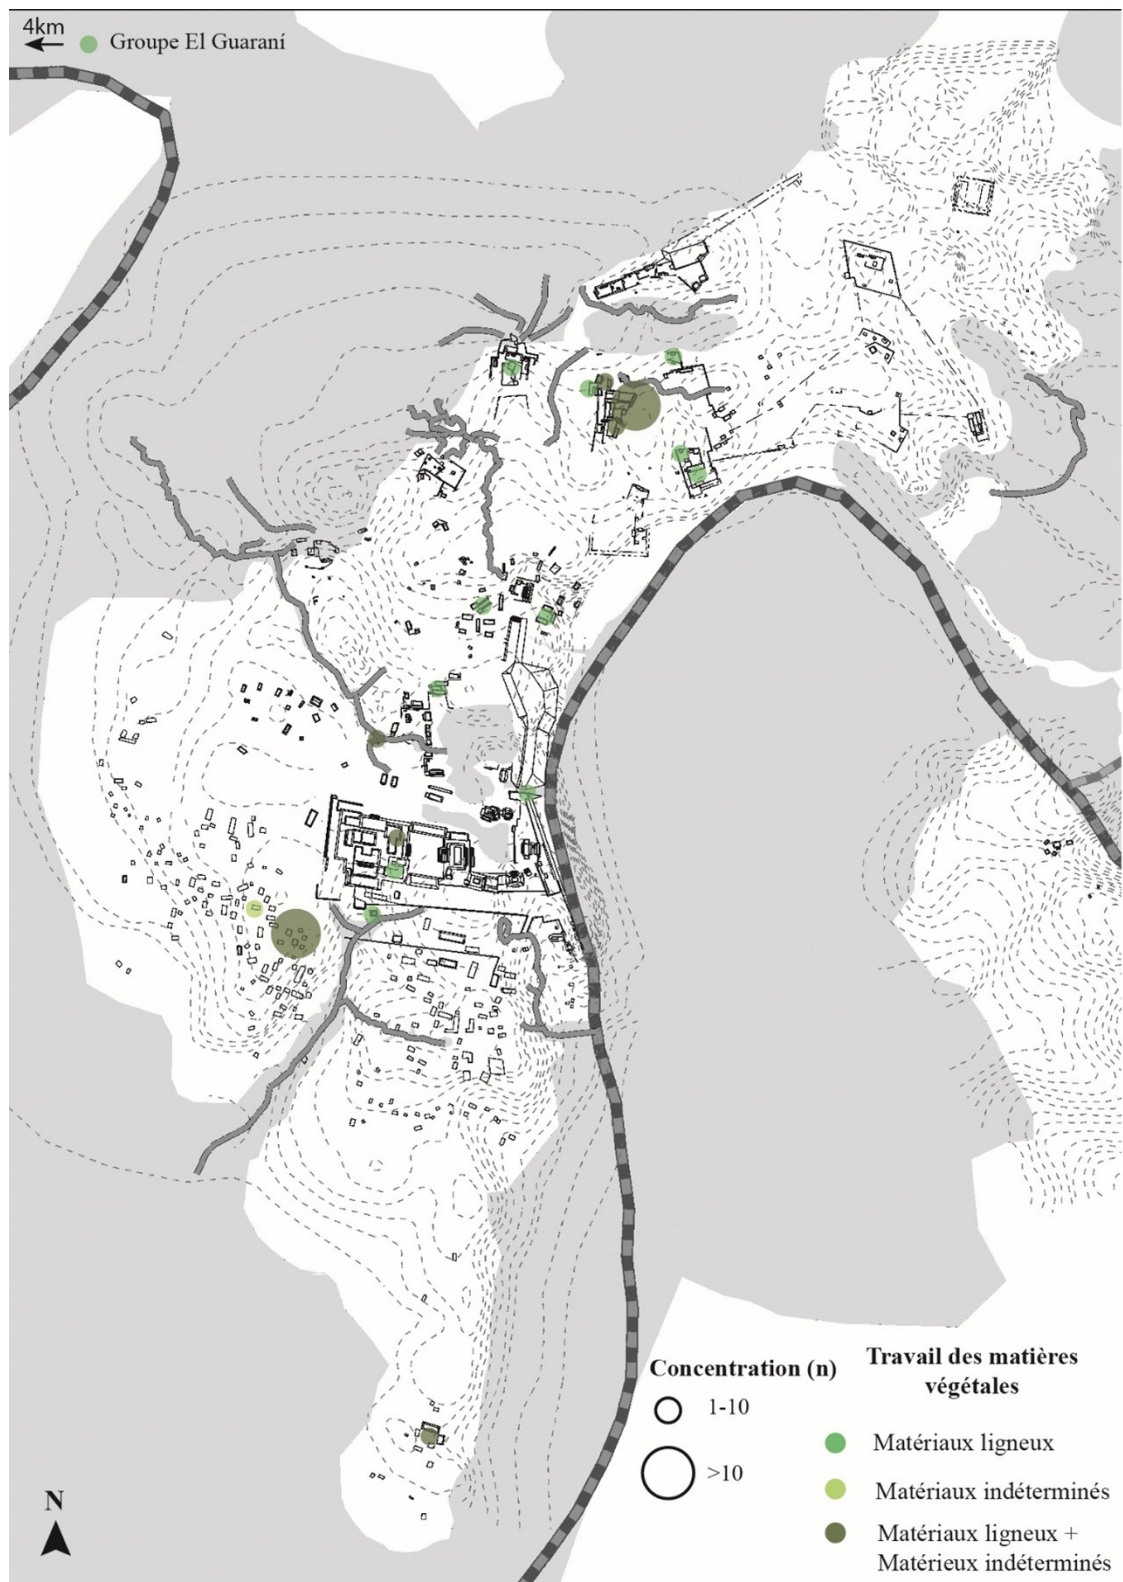 4km
Groupe El Guaraní
Concentration (n)
1-10
>10
Travail des matières
végétales
Matériaux ligneux
Matériaux indéterminés
Matériaux ligneux +
Matérieux indéterminés
N